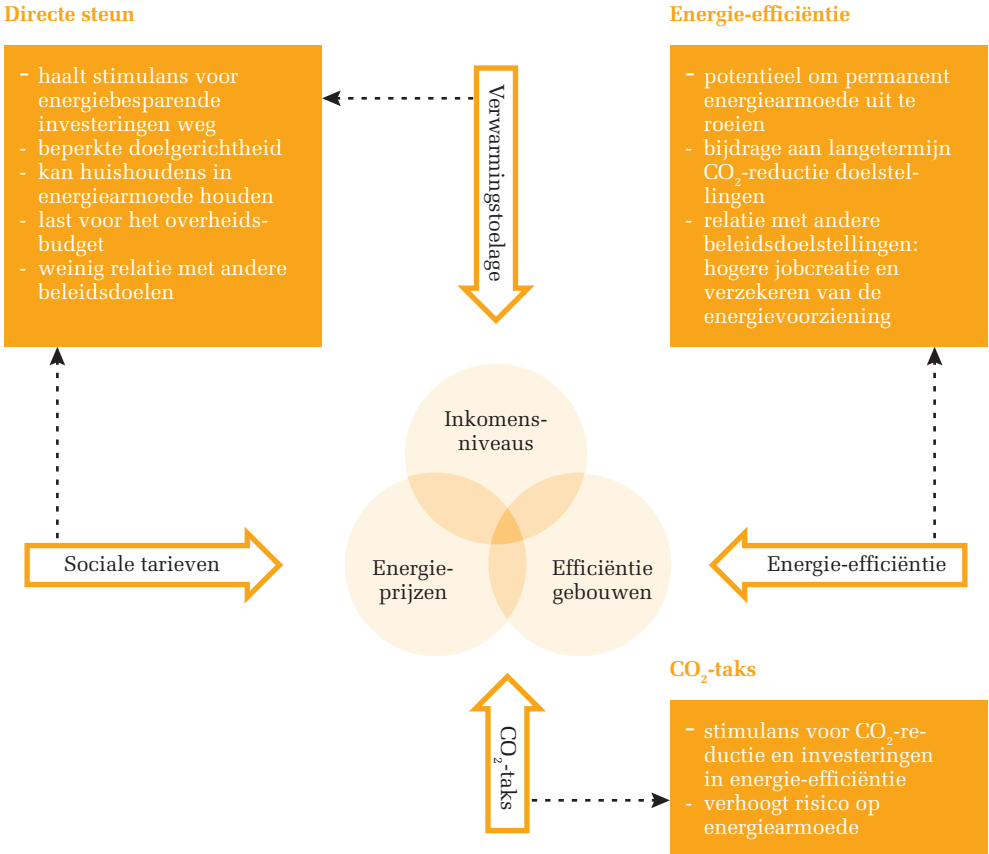 Directe steun
- haalt stimulans voor
energiebesparende
investeringen weg
- beperkte doelgerichtheid
- kan huishoudens in
energiearmoede houden
- last voor het overheids-
budget
- weinig relatie met andere
beleidsdoelen
Verwarmingstoelage
Energie-efficiëntie
- potentieel om permanent
energiearmoede uit te
roeien
- bijdrage aan langetermijn
CO₂-reductie doelstel-
lingen
- relatie met andere
beleidsdoelstellingen:
hogere jobcreatie en
verzekeren van de
energievoorziening
Inkomens-
niveaus
Sociale tarieven
Energie-
prijzen
Efficiëntie
gebouwen
Energie-efficiëntie
CO₂-taks
CO₂-taks
- stimulans voor CO₂-re-
ductie en investeringen
in energie-efficiëntie
- verhoogt risico op
energiearmoede